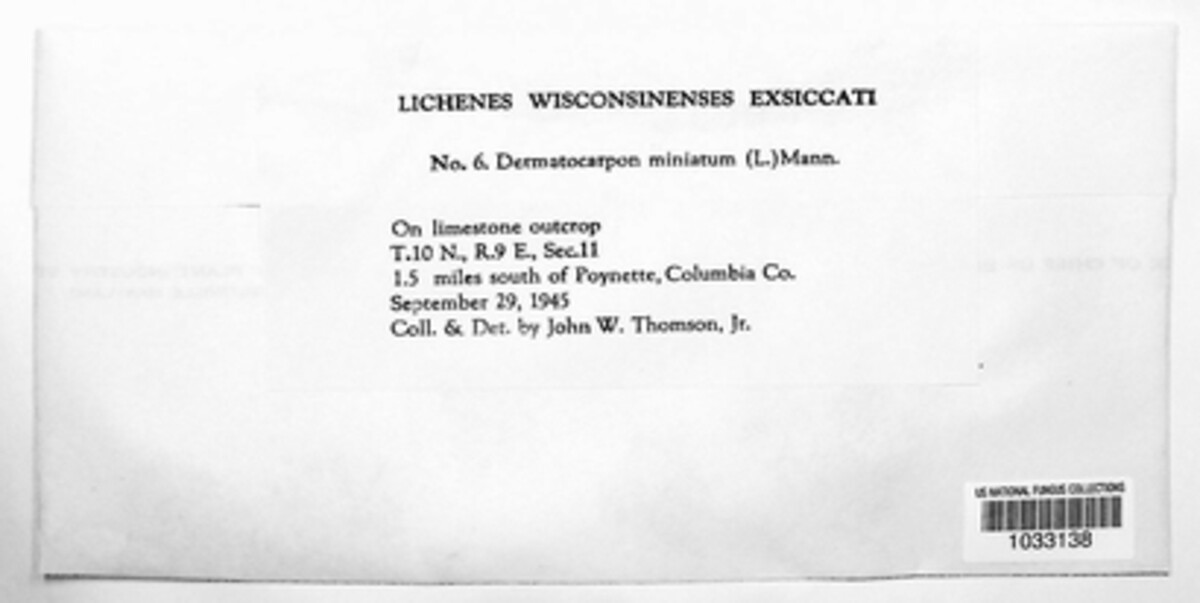 LICHENES WISCONSINENSES EXSICCATI
No. 6. Dermatocarpon miniatum (L.)Mann.
On limestone outcrop
T.10 N., R.9 E., Sec.11
1.5 miles south of Poynette, Columbia Co.
September 29, 1945
Coll. & Det. by John W. Thomson, Jr.
US NATIONAL FUNGUS COLLECTIONS
1033138